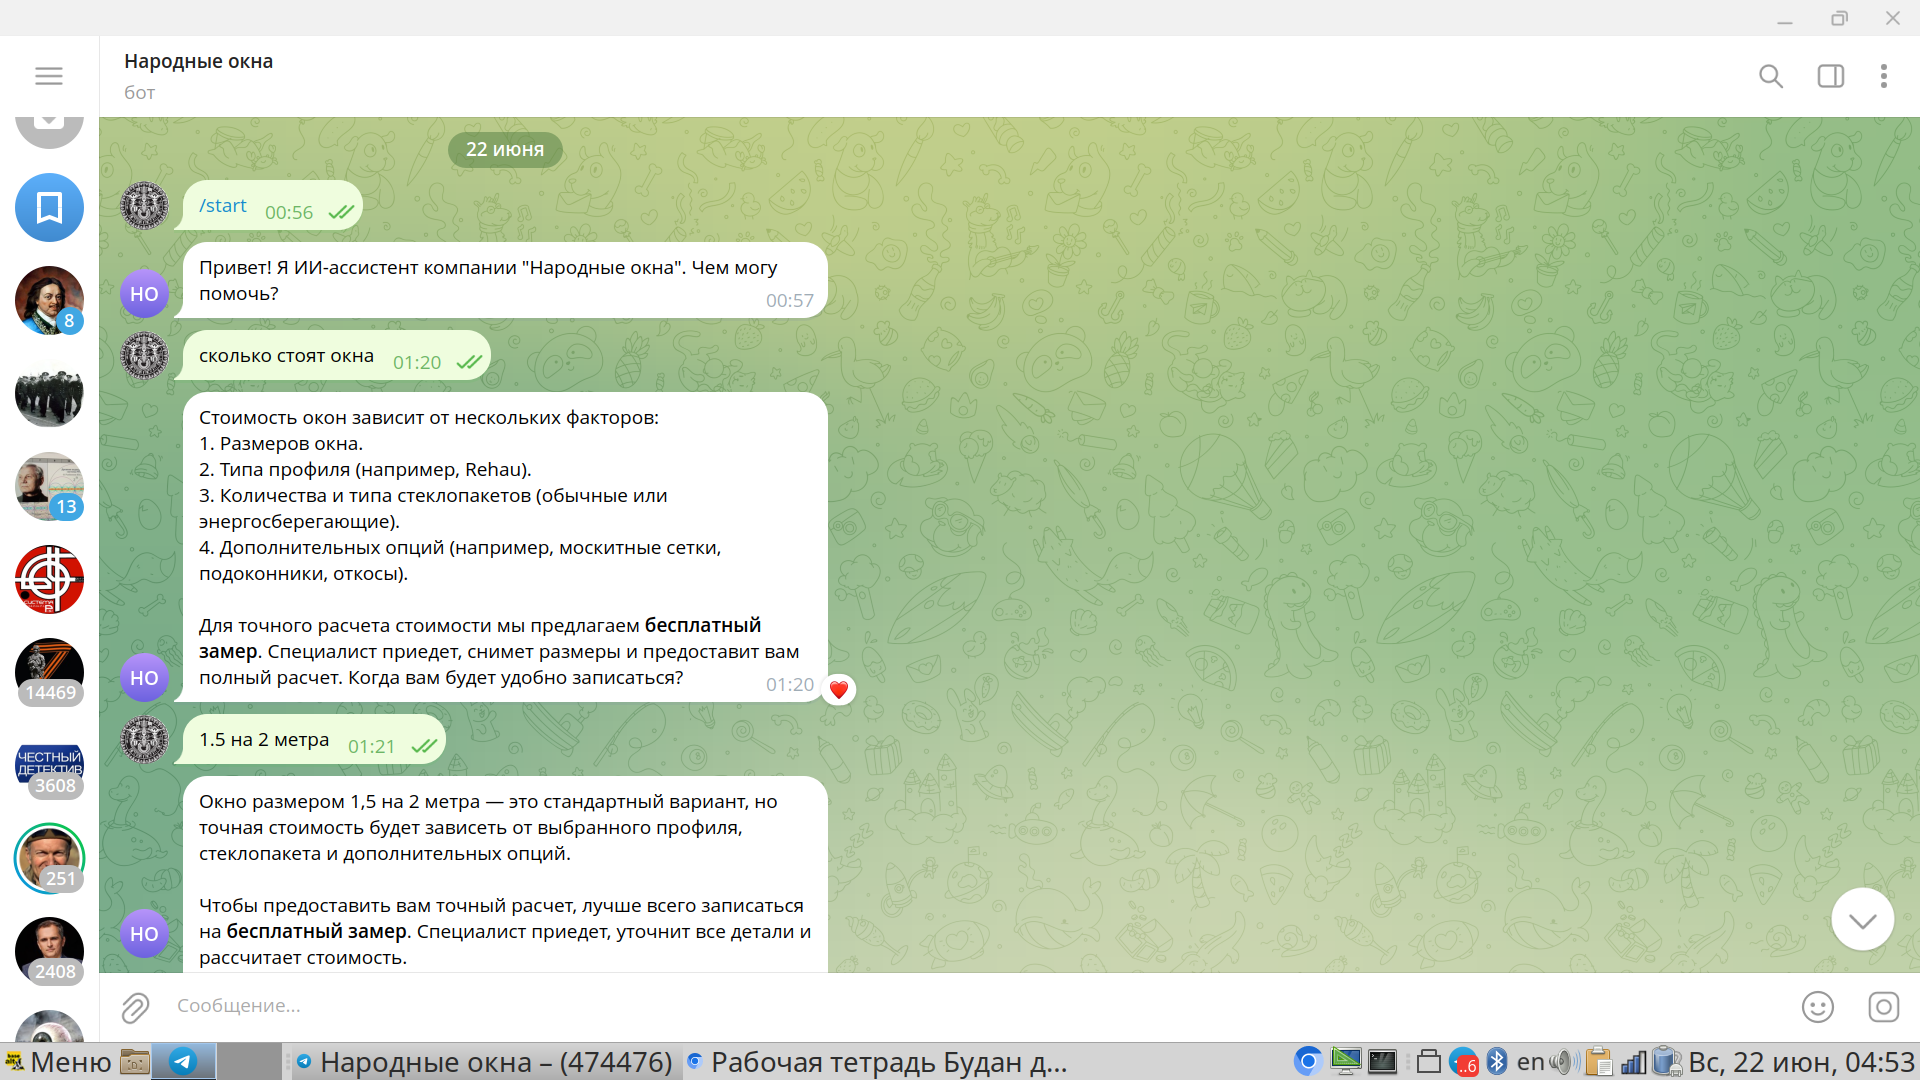 Народные окна
бот
22 июня
/start 00:56
Привет! Я ИИ-ассистент компании "Народные окна". Чем могу
помочь?
НО
00:57
сколько стоят окна 01:20
Стоимость окон зависит от нескольких факторов:
1. Размеров окна.
2. Типа профиля (например, Rehau).
3. Количества и типа стеклопакетов (обычные или
энергосберегающие).
4. Дополнительных опций (например, москитные сетки,
подоконники, откосы).
Для точного расчета стоимости мы предлагаем бесплатный
замер. Специалист приедет, снимет размеры и предоставит вам
полный расчет. Когда вам будет удобно записаться?
НО
01:20
1.5 на 2 метра 01:21
Окно размером 1,5 на 2 метра — это стандартный вариант, но
точная стоимость будет зависеть от выбранного профиля,
стеклопакета и дополнительных опций.
Чтобы предоставить вам точный расчет, лучше всего записаться
на бесплатный замер. Специалист приедет, уточнит все детали и
рассчитает стоимость.
НО
8
13
14469
ЧЕСТНЫЙ
ДЕТЕКТИВ
3608
251
2408
Сообщение...
Меню
Народные окна – (474476)
Рабочая тетрадь Будан д...
..6
en
Вс, 22 июн, 04:53